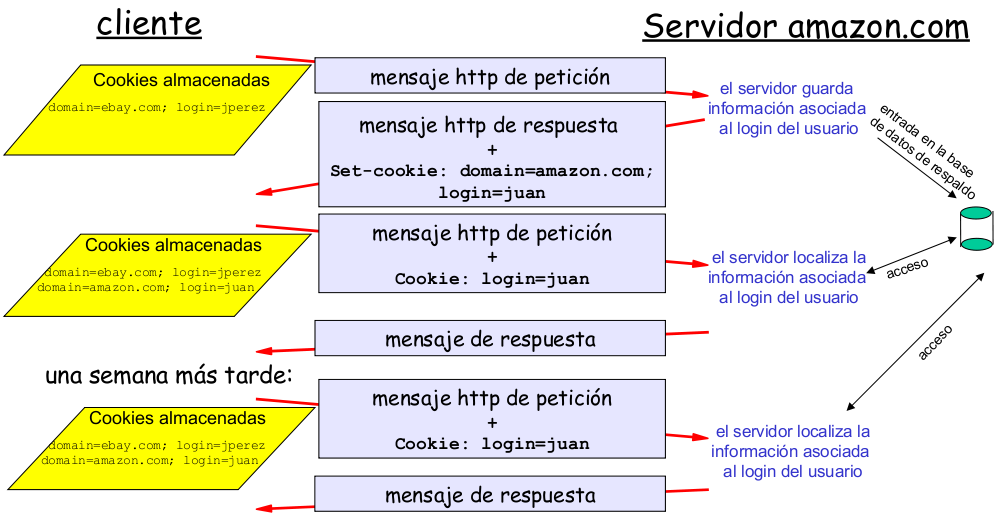 cliente
Servidor amazon.com
Cookies almacenadas
domain=ebay.com; login=jperez
mensaje http de petición
el servidor guarda
información asociada
al login del usuario
entrada en la base
de datos de respaldo
mensaje http de respuesta
+
Set-cookie: domain=amazon.com;
login=juan
Cookies almacenadas
domain=ebay.com; login=jperez
domain=amazon.com; login=juan
mensaje http de petición
+
Cookie: login=juan
el servidor localiza la
información asociada
al login del usuario
acceso
mensaje de respuesta
acceso
una semana más tarde:
Cookies almacenadas
domain=ebay.com; login=jperez
domain=amazon.com; login=juan
mensaje http de petición
+
Cookie: login=juan
el servidor localiza la
información asociada
al login del usuario
mensaje de respuesta